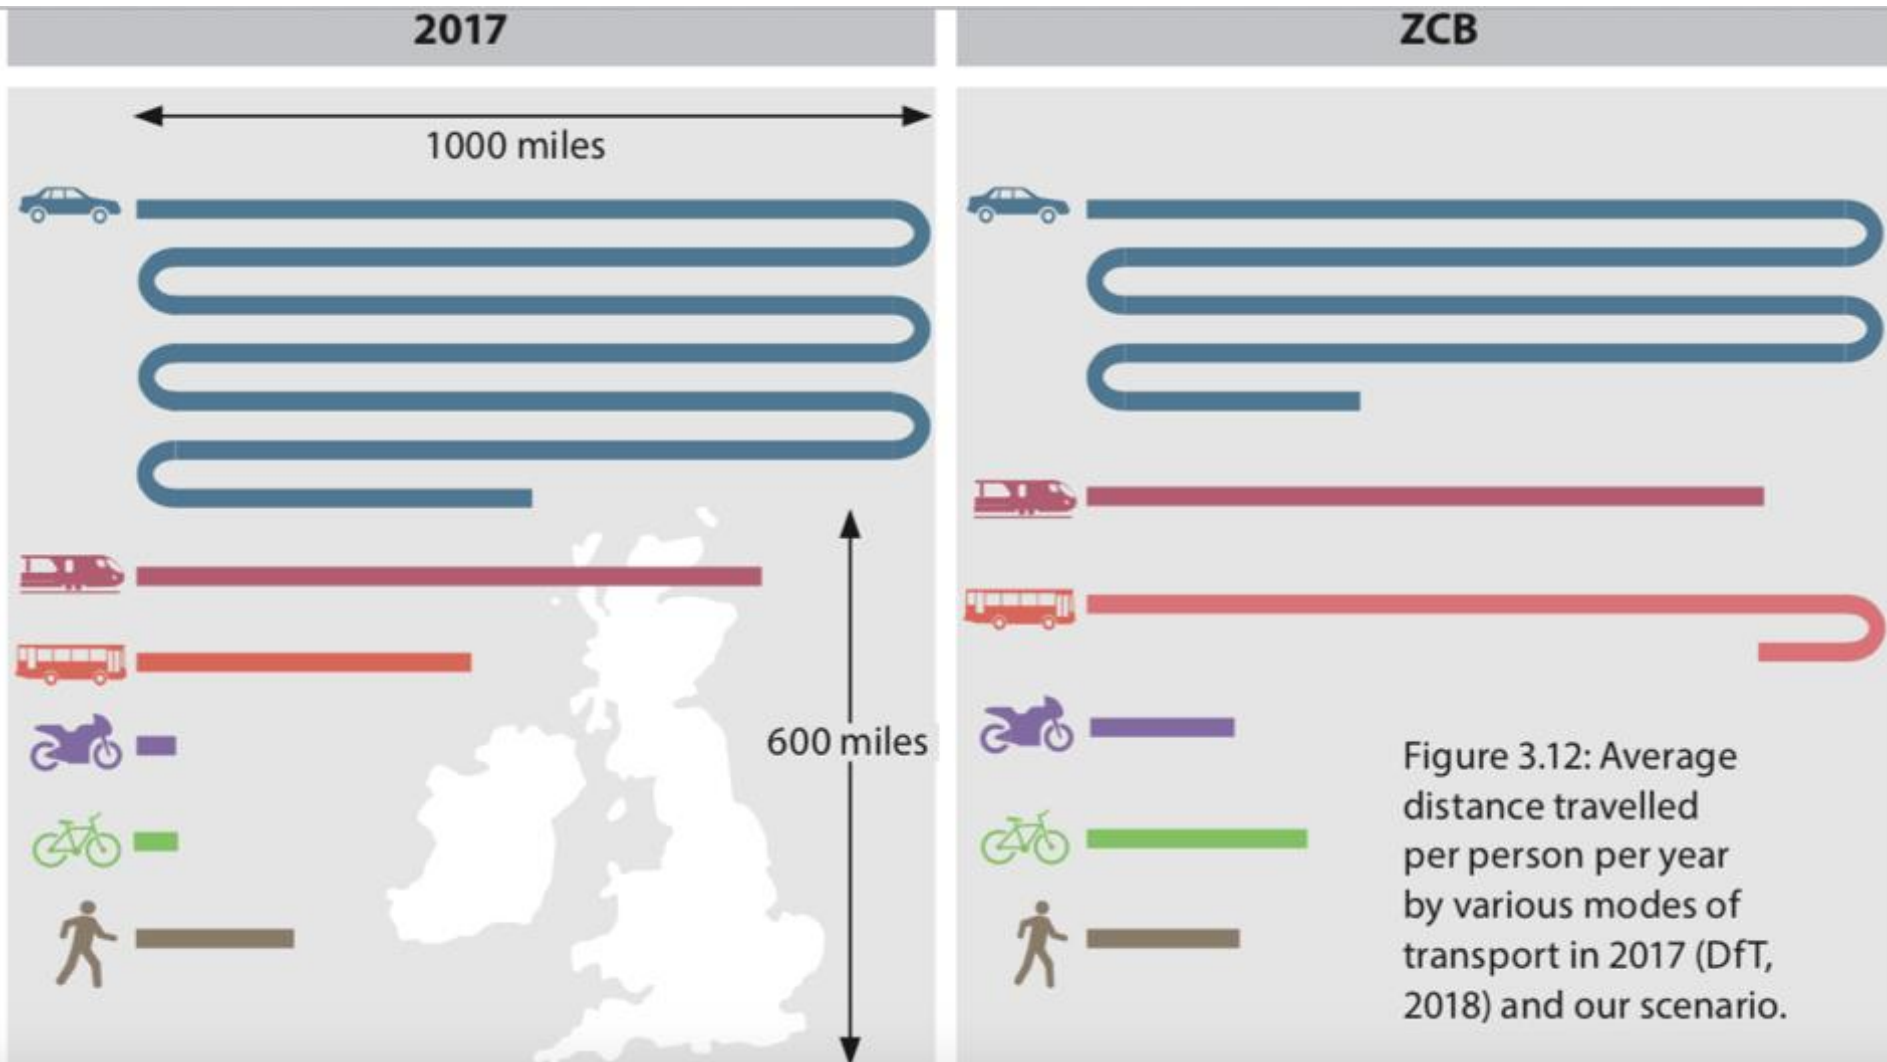 2017
ZCB
1000 miles
600 miles
Figure 3.12: Average
distance travelled
per person per year
by various modes of
transport in 2017 (DfT,
2018) and our scenario.